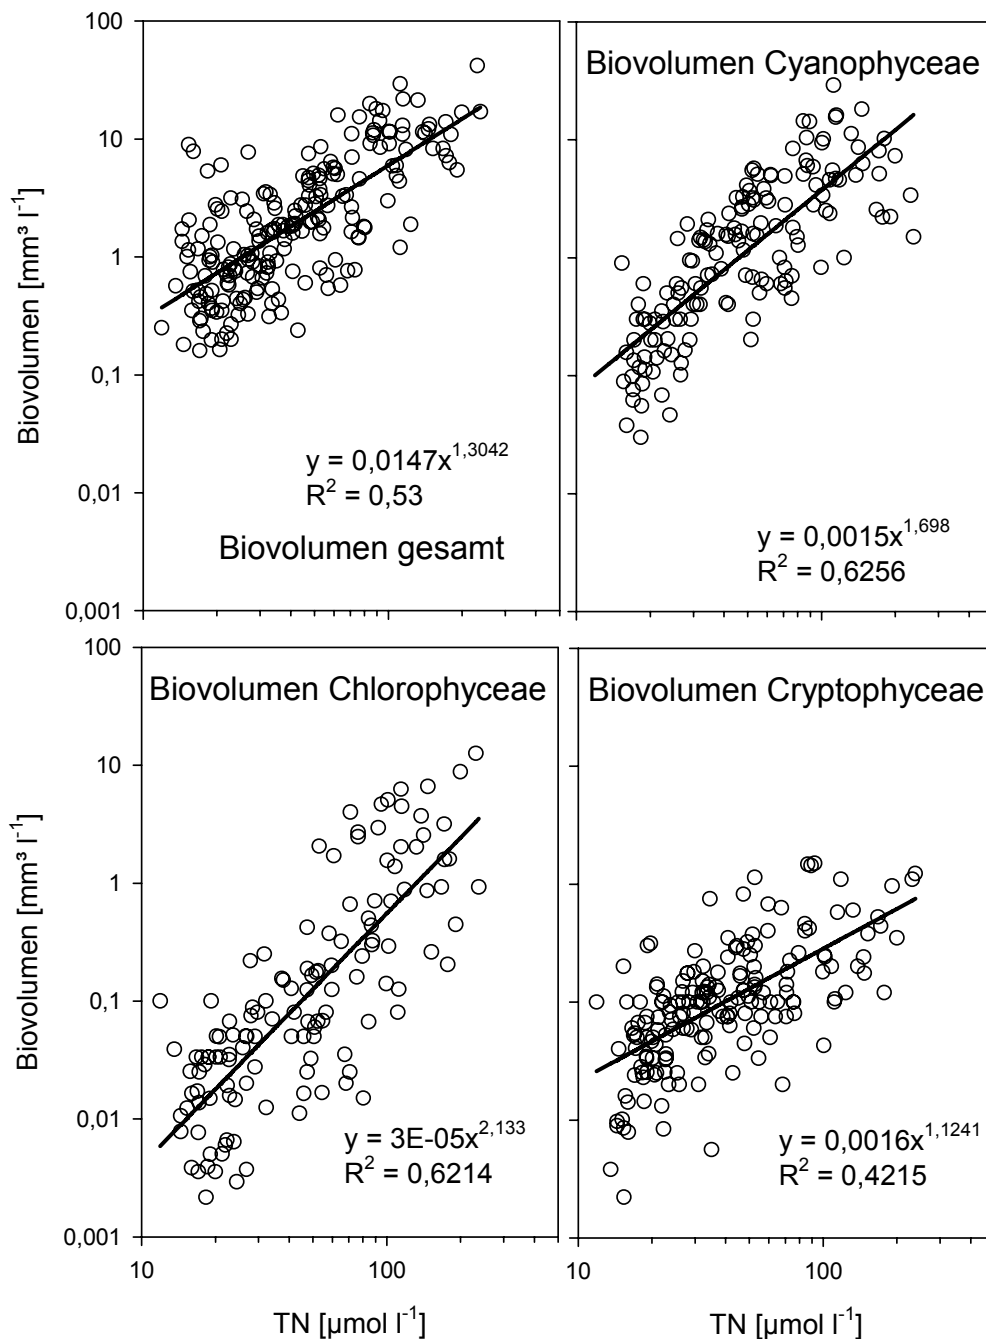 100
10
1
0,1
0,01
0,001
Biovolumen [mm³ l⁻¹]
y = 0,0147x^1,3042
R² = 0,53
Biovolumen gesamt
Biovolumen Cyanophyceae
y = 0,0015x^1,698
R² = 0,6256
100
10
1
0,1
0,01
0,001
Biovolumen [mm³ l⁻¹]
Biovolumen Chlorophyceae
y = 3E-05x^2,133
R² = 0,6214
10 100
TN [µmol l⁻¹]
Biovolumen Cryptophyceae
y = 0,0016x^1,1241
R² = 0,4215
10 100
TN [µmol l⁻¹]